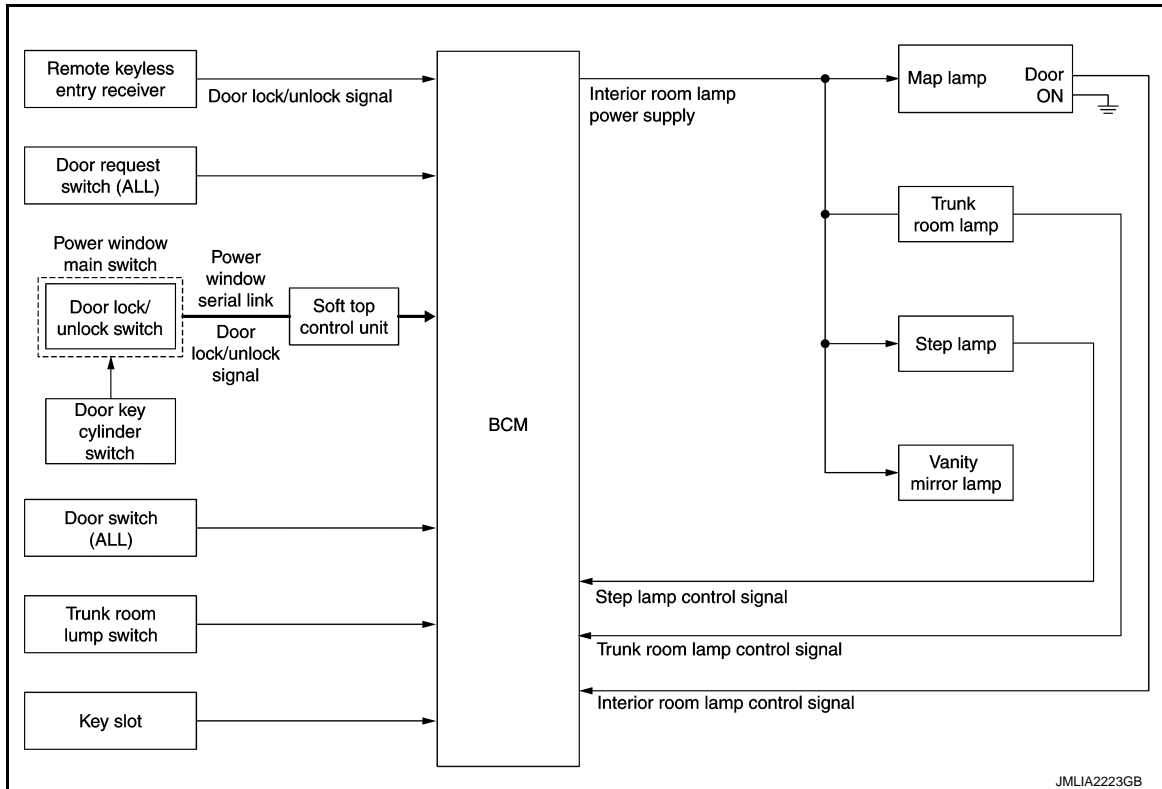 Remote keyless
entry receiver
Door lock/unlock signal
Door request
switch (ALL)
Power window
main switch
Door lock/
unlock switch
Power
window
serial link
Door
lock/unlock
signal
Soft top
control unit
Door key
cylinder
switch
Door switch
(ALL)
Trunk room
lump switch
Key slot
BCM
Interior room lamp
power supply
Map lamp
Door
ON
Trunk
room lamp
Step lamp
Vanity
mirror lamp
Step lamp control signal
Trunk room lamp control signal
Interior room lamp control signal
JMLIA2223GB